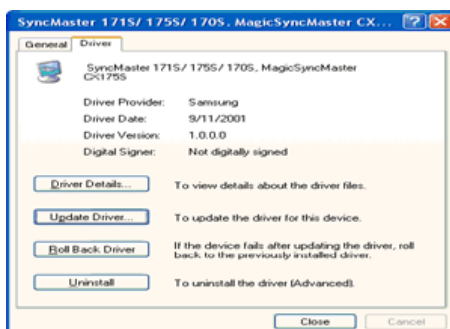 SyncMaster 171S/ 175S/ 170S, MagicSyncMaster CX...
General Driver
SyncMaster 171S/ 175S/ 170S, MagicSyncMaster
CX175S
Driver Provider: Samsung
Driver Date: 9/11/2001
Driver Version: 1.0.0.0
Digital Signer: Not digitally signed
Driver Details... To view details about the driver files.
Update Driver... To update the driver for this device.
Roll Back Driver If the device fails after updating the driver, roll
back to the previously installed driver.
Uninstall To uninstall the driver (Advanced).
Close Cancel